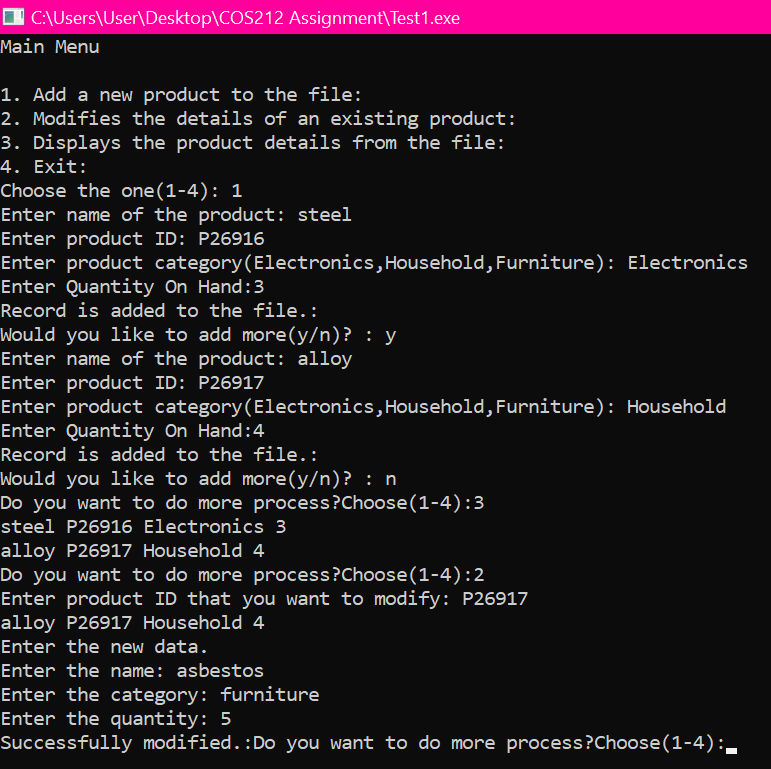 C:\Users\User\Desktop\COS212 Assignment\Test1.exe
Main Menu
1. Add a new product to the file:
2. Modifies the details of an existing product:
3. Displays the product details from the file:
4. Exit:
Choose the one(1-4): 1
Enter name of the product: steel
Enter product ID: P26916
Enter product category(Electronics,Household,Furniture): Electronics
Enter Quantity On Hand:3
Record is added to the file.:
Would you like to add more(y/n)? : y
Enter name of the product: alloy
Enter product ID: P26917
Enter product category(Electronics,Household,Furniture): Household
Enter Quantity On Hand:4
Record is added to the file.:
Would you like to add more(y/n)? : n
Do you want to do more process?Choose(1-4):3
steel P26916 Electronics 3
alloy P26917 Household 4
Do you want to do more process?Choose(1-4):2
Enter product ID that you want to modify: P26917
alloy P26917 Household 4
Enter the new data.
Enter the name: asbestos
Enter the category: furniture
Enter the quantity: 5
Successfully modified.:Do you want to do more process?Choose(1-4):